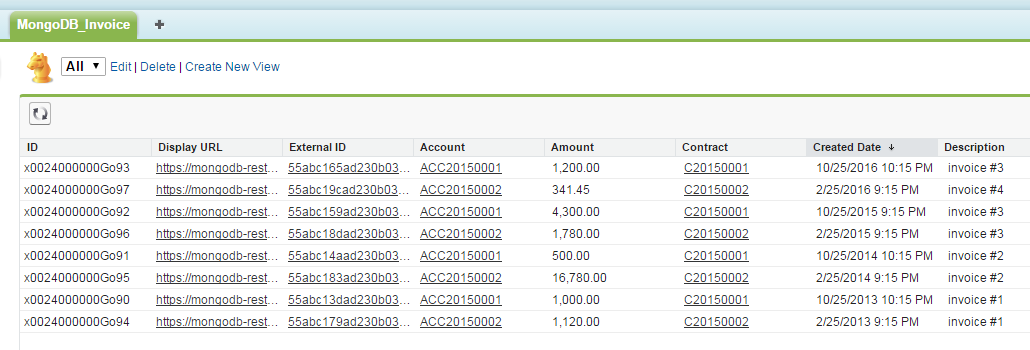 MongoDB_Invoice +
All ▼ Edit | Delete | Create New View
ID Display URL External ID Account Amount Contract Created Date ↓ Description
x0024000000Go93 https://mongodb-rest... 55abc165ad230b03... ACC20150001 1,200.00 C20150001 10/25/2016 10:15 PM invoice #3
x0024000000Go97 https://mongodb-rest... 55abc19cad230b03... ACC20150002 341.45 C20150002 2/25/2016 9:15 PM invoice #4
x0024000000Go92 https://mongodb-rest... 55abc159ad230b03... ACC20150001 4,300.00 C20150001 10/25/2015 9:15 PM invoice #3
x0024000000Go96 https://mongodb-rest... 55abc18dad230b03... ACC20150002 1,780.00 C20150002 2/25/2015 9:15 PM invoice #3
x0024000000Go91 https://mongodb-rest... 55abc14aad230b03... ACC20150001 500.00 C20150001 10/25/2014 10:15 PM invoice #2
x0024000000Go95 https://mongodb-rest... 55abc183ad230b03... ACC20150002 16,780.00 C20150002 2/25/2014 9:15 PM invoice #2
x0024000000Go90 https://mongodb-rest... 55abc13dad230b03... ACC20150001 1,000.00 C20150001 10/25/2013 10:15 PM invoice #1
x0024000000Go94 https://mongodb-rest... 55abc179ad230b03... ACC20150002 1,120.00 C20150002 2/25/2013 9:15 PM invoice #1